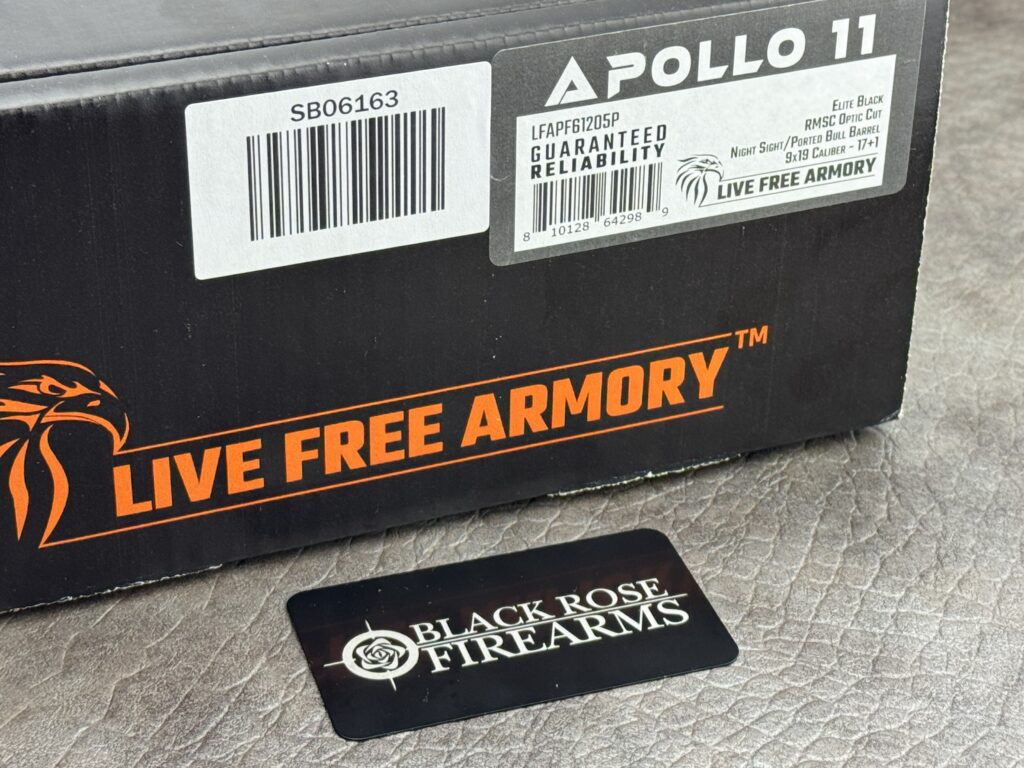 SB06163
APOLLO 11
LFAPF61205P
GUARANTEED
RELIABILITY
8 10128 64298 9
Elite Black
RMSC Optic Cut
Night Sight/Ported Bull Barrel
9x19 Caliber - 17+1
LIVE FREE ARMORY
LIVE FREE ARMORY™
BLACK ROSE
FIREARMS